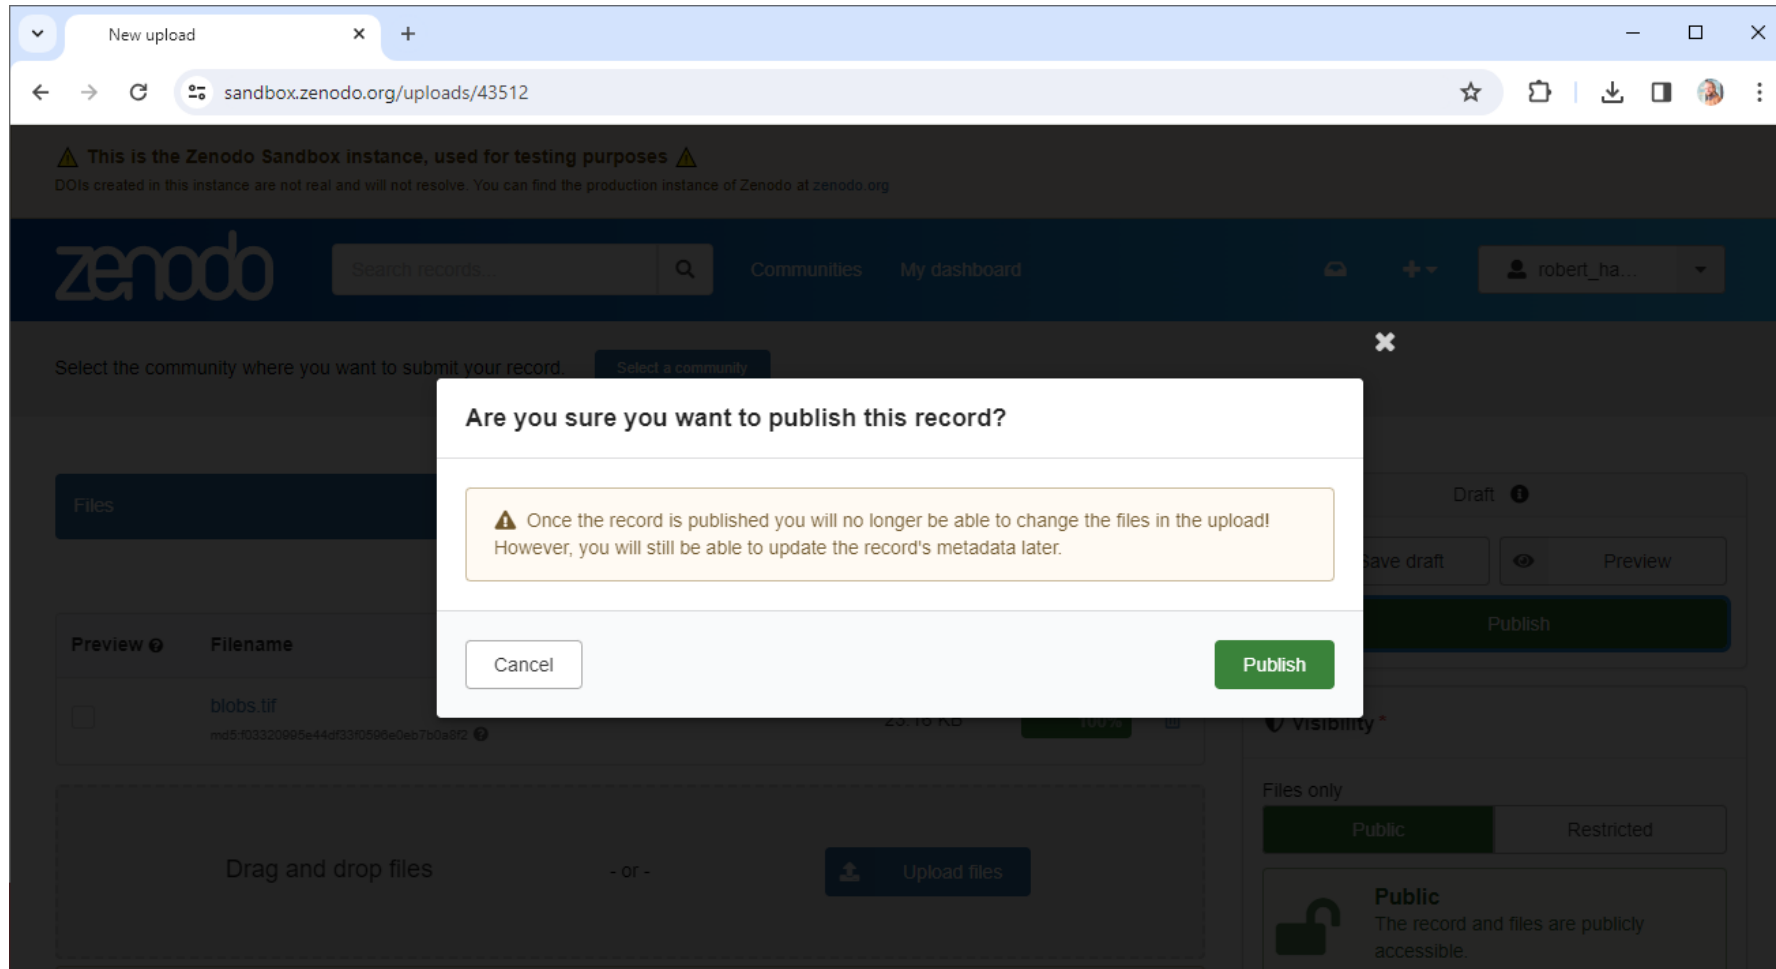 New upload
sandbox.zenodo.org/uploads/43512
This is the Zenodo Sandbox instance, used for testing purposes
DOIs created in this instance are not real and will not resolve. You can find the production instance of Zenodo at zenodo.org
zenodo Search records... Communities My dashboard robert_ha...
Select the community where you want to submit your record. Select a community
Are you sure you want to publish this record?
Once the record is published you will no longer be able to change the files in the upload!
However, you will still be able to update the record's metadata later.
Cancel Publish
Files
Draft
Save draft Preview
Publish
Preview Filename
blobs.tif 23.16 KB 100%
Visibility *
Files only
Public Restricted
Drag and drop files - or - Upload files
Public
The record and files are publicly
accessible.